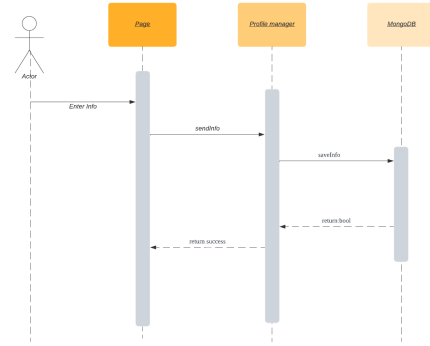 Page
Profile manager
MongoDB
Actor
Enter Info
sendInfo
saveInfo
return:bool
return success